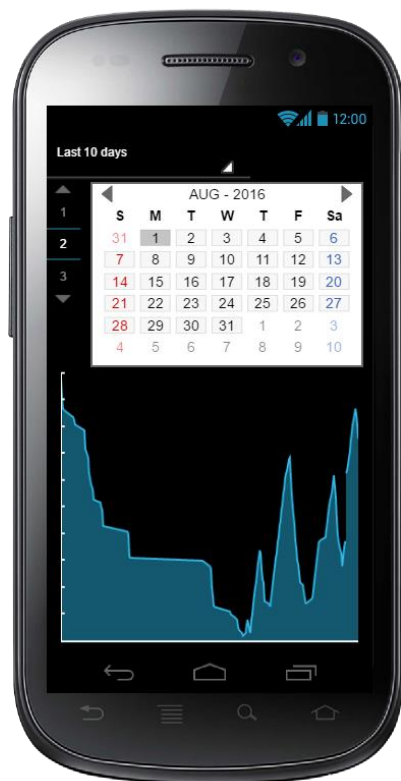 12:00
Last 10 days
1
2
3
AUG - 2016
S M T W T F Sa
31 1 2 3 4 5 6
7 8 9 10 11 12 13
14 15 16 17 18 19 20
21 22 23 24 25 26 27
28 29 30 31 1 2 3
4 5 6 7 8 9 10